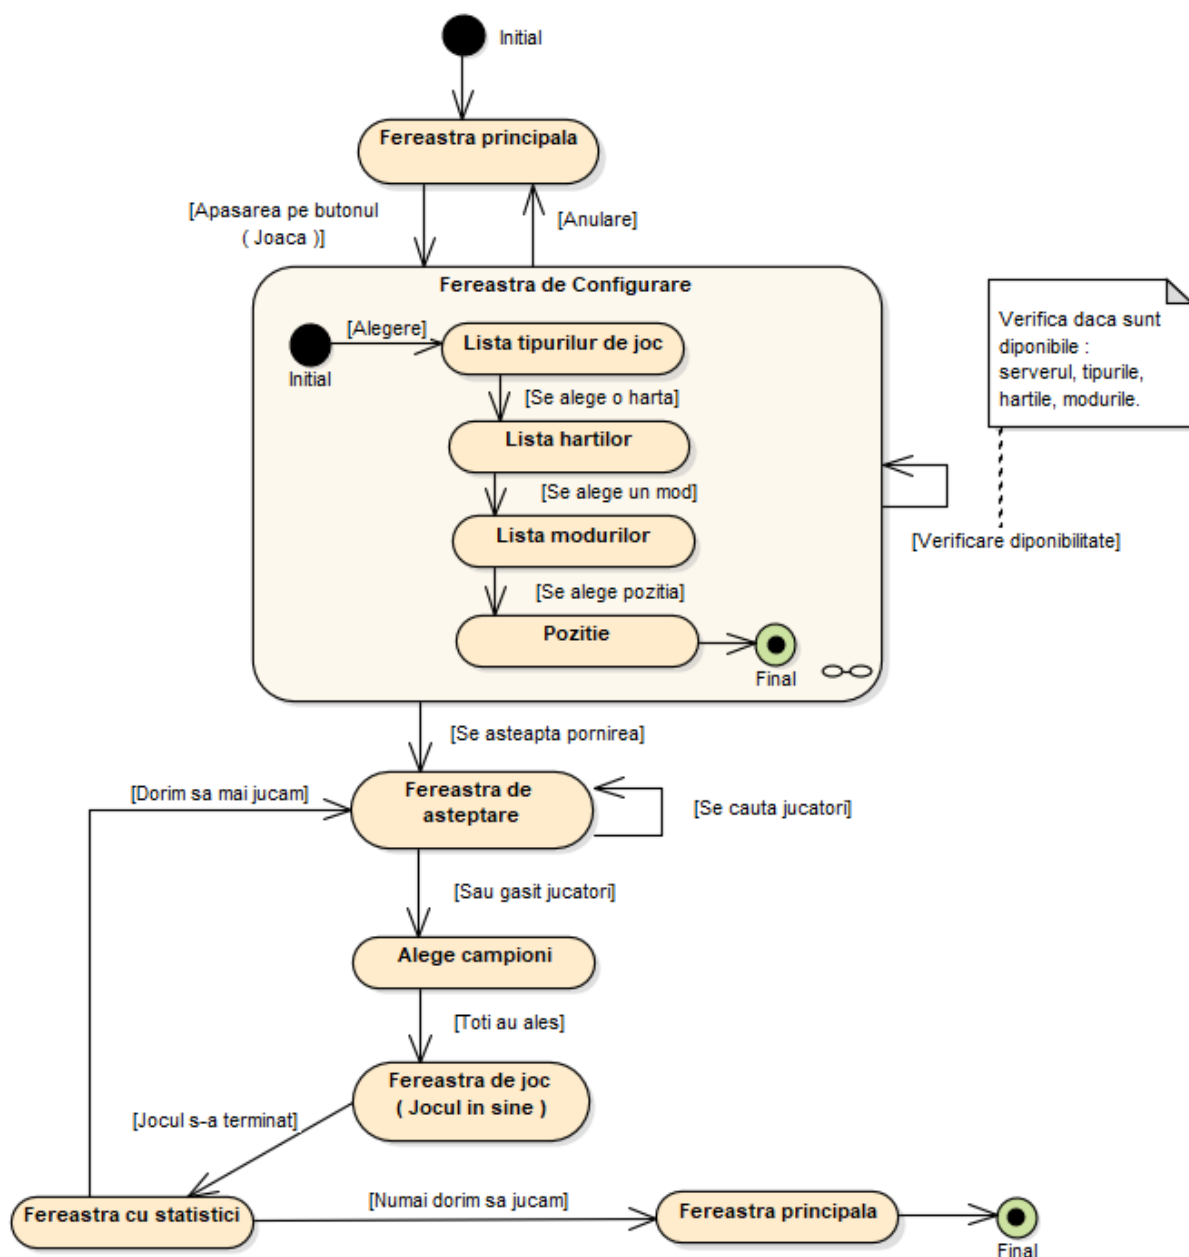 Initial
Fereastra principala
[Apasarea pe butonul
( Joaca )]
[Anulare]
Fereastra de Configurare
[Alegere]
Initial
Lista tipurilur de joc
[Se alege o harta]
Lista hartilor
[Se alege un mod]
Lista modurilor
[Se alege pozitia]
Pozitie
Final
Verifica daca sunt
diponibile :
serverul, tipurile,
hartile, modurile.
[Verificare diponibilitate]
[Se asteapta pornirea]
[Dorim sa mai jucam]
Fereastra de
asteptare
[Se cauta jucatori]
[Sau gasit jucatori]
Alege campioni
[Toti au ales]
Fereastra de joc
( Jocul in sine )
[Jocul s-a terminat]
Fereastra cu statistici
[Numai dorim sa jucam]
Fereastra principala
Final